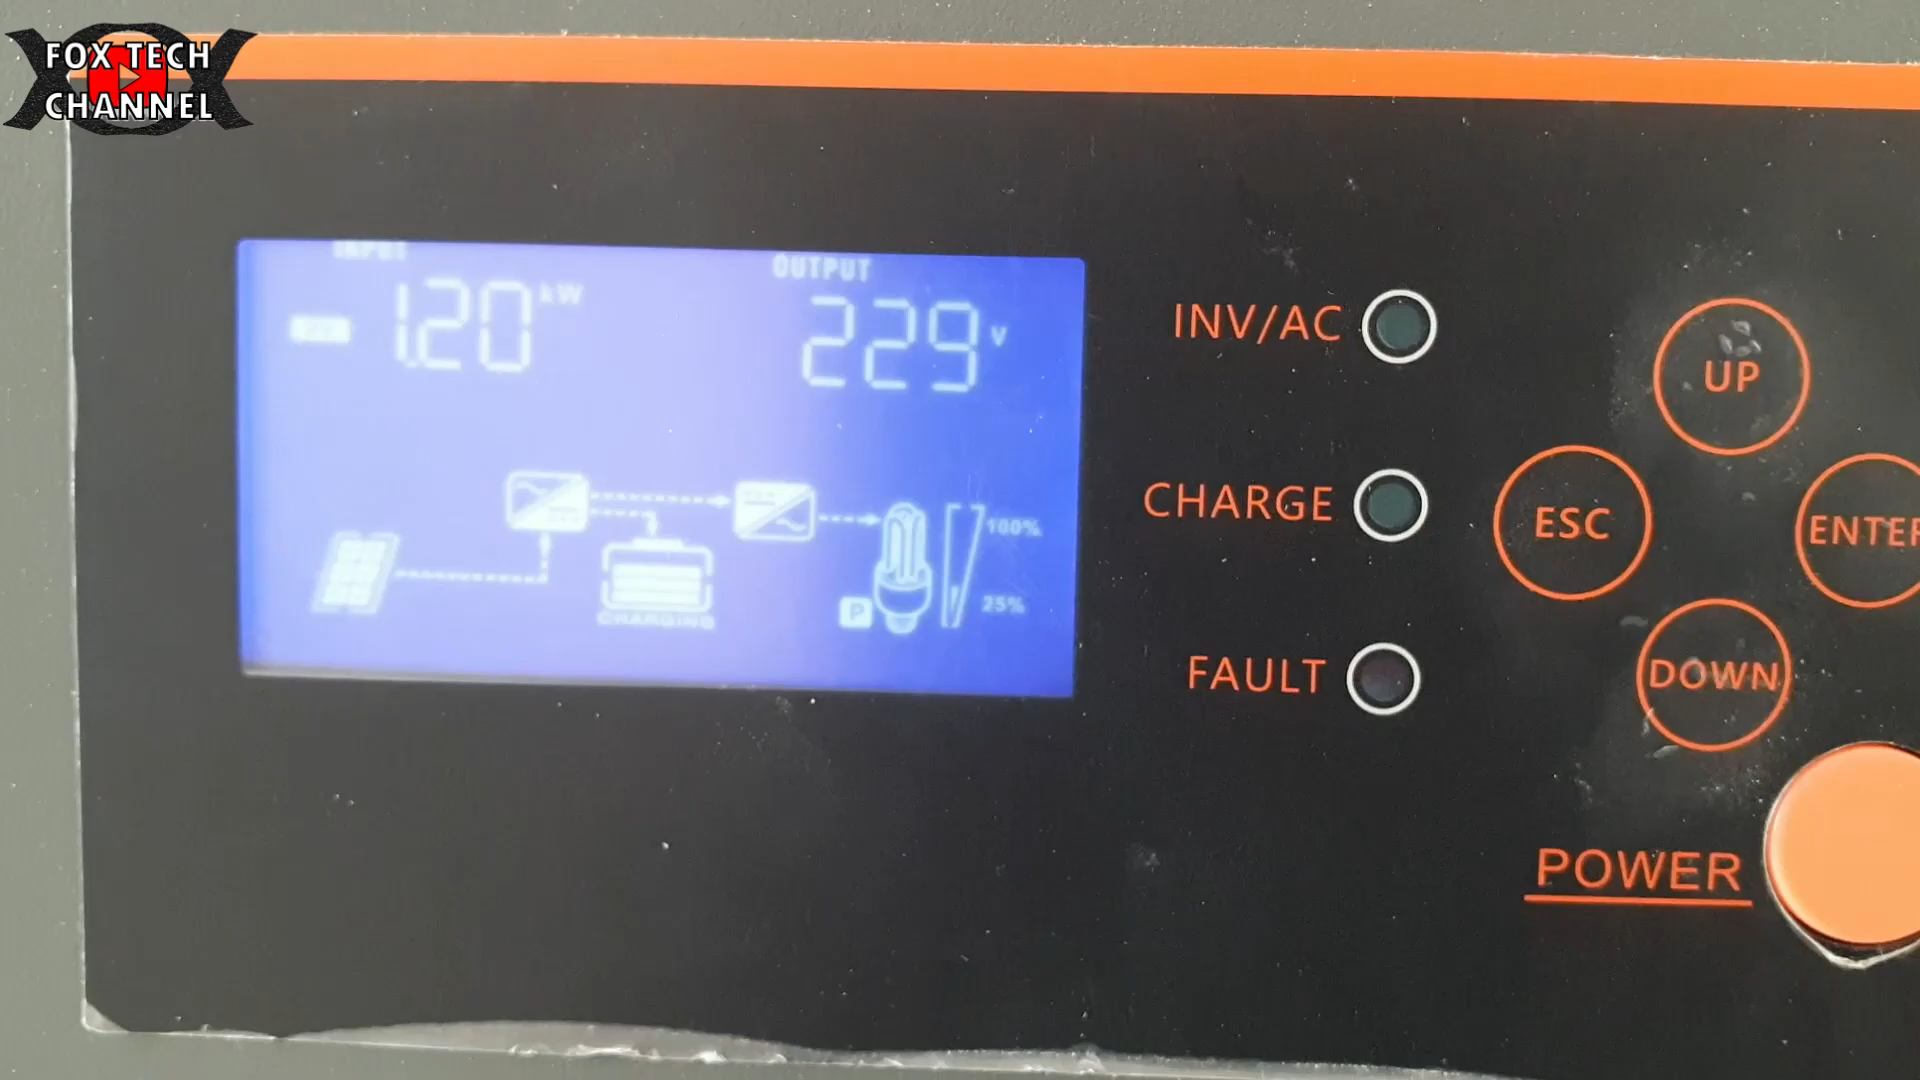 FOX TECH
CHANNEL
INPUT
1.20 kW
OUTPUT
229 V
100%
25%
CHARGING
P
INV/AC
CHARGE
FAULT
UP
ESC
ENTER
DOWN
POWER